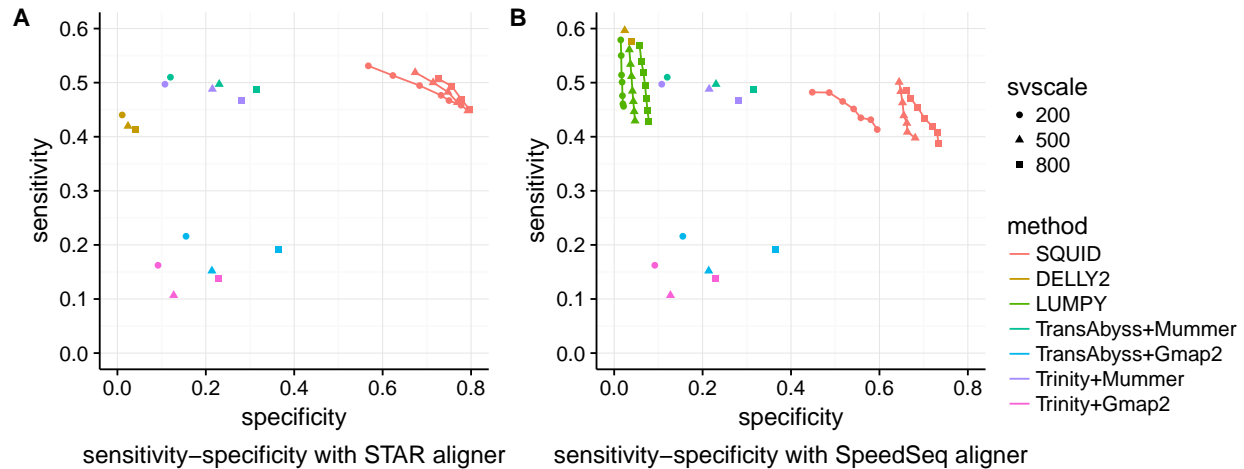 A
0.6
0.5
0.4
0.3
0.2
0.1
0.0
sensitivity
0.0 0.2 0.4 0.6 0.8
specificity
sensitivity−specificity with STAR aligner
B
0.6
0.5
0.4
0.3
0.2
0.1
0.0
sensitivity
0.0 0.2 0.4 0.6 0.8
specificity
sensitivity−specificity with SpeedSeq aligner
svscale
200
500
800
method
SQUID
DELLY2
LUMPY
TransAbyss+Mummer
TransAbyss+Gmap2
Trinity+Mummer
Trinity+Gmap2